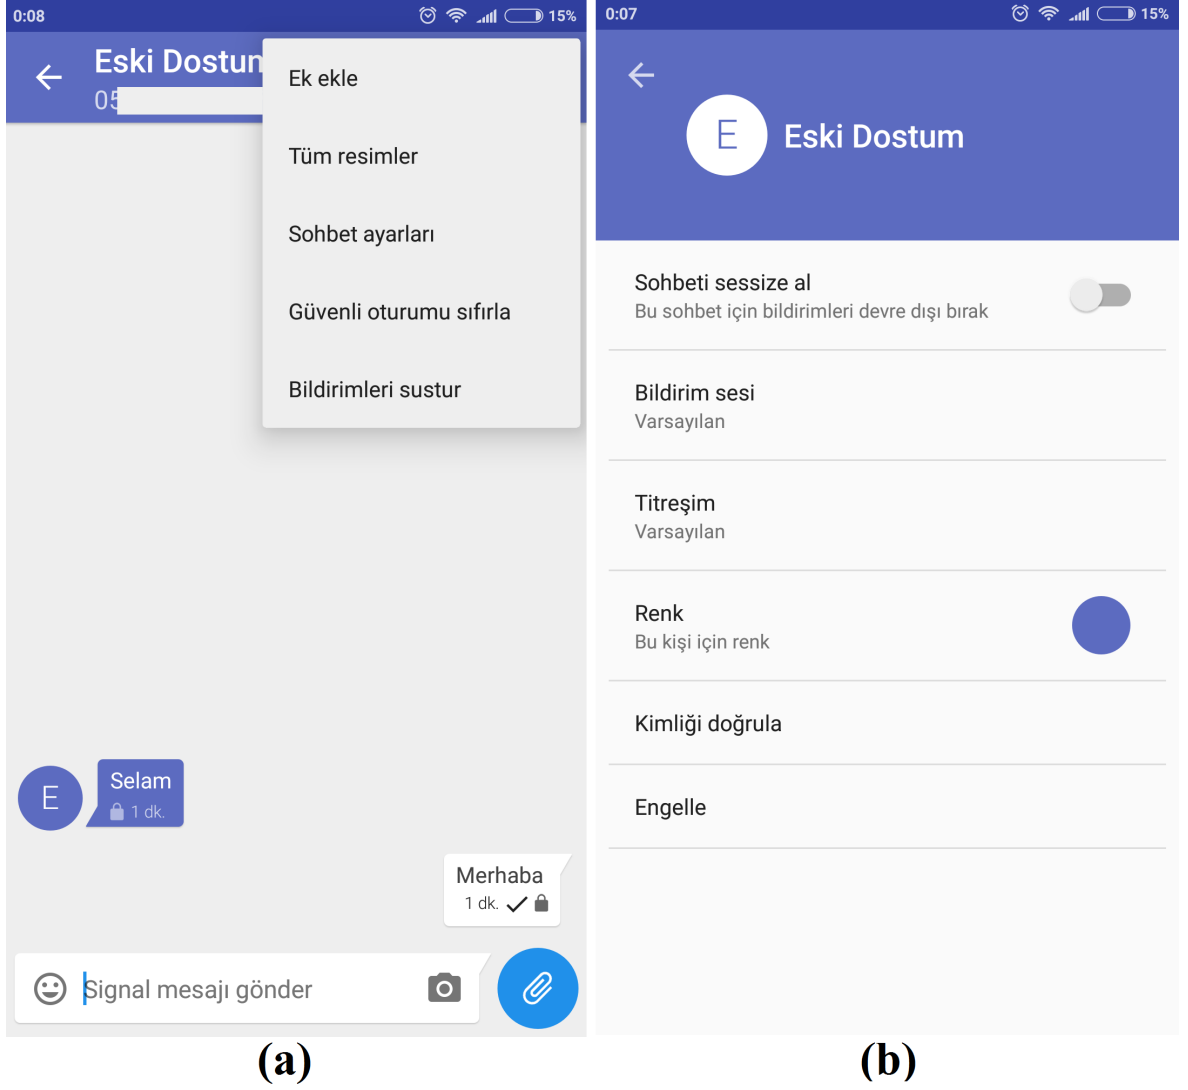 0:08
15%
Eski Dostum
05
Ek ekle
Tüm resimler
Sohbet ayarları
Güvenli oturumu sıfırla
Bildirimleri sustur
E
Selam
1 dk.
Merhaba
1 dk.
Signal mesajı gönder
(a)
0:07
15%
E
Eski Dostum
Sohbeti sessize al
Bu sohbet için bildirimleri devre dışı bırak
Bildirim sesi
Varsayılan
Titreşim
Varsayılan
Renk
Bu kişi için renk
Kimliği doğrula
Engelle
(b)